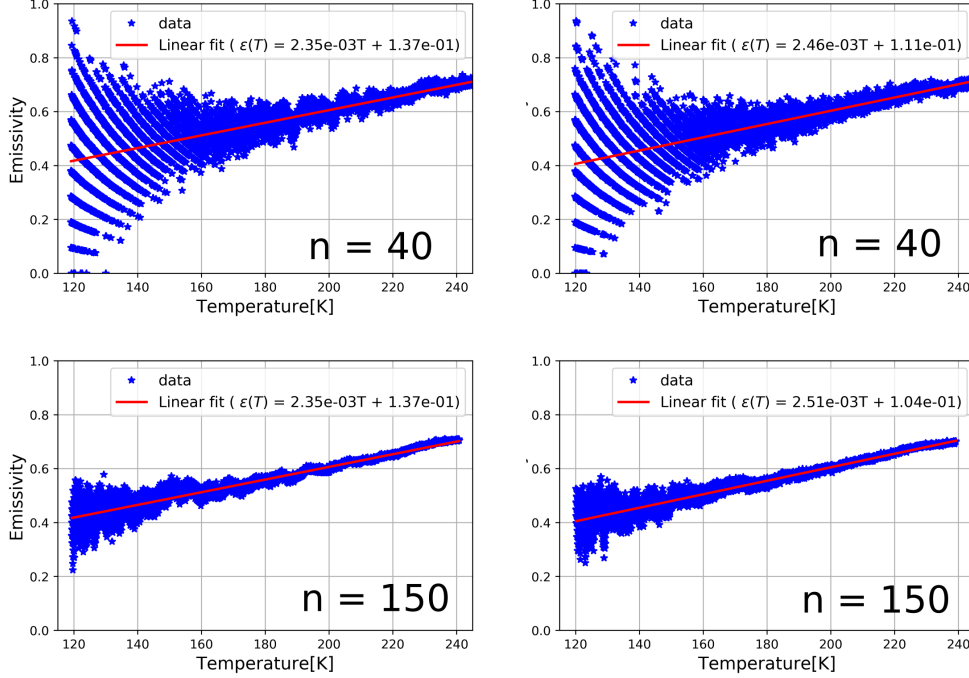 1.0
data
Linear fit ( ε(T) = 2.35e-03T + 1.37e-01)
0.8
0.6
Emissivity
0.4
0.2
n = 40
0.0
120 140 160 180 200 220 240
Temperature[K]
1.0
data
Linear fit ( ε(T) = 2.46e-03T + 1.11e-01)
0.8
0.6
0.4
0.2
n = 40
0.0
120 140 160 180 200 220 240
Temperature[K]
1.0
data
Linear fit ( ε(T) = 2.35e-03T + 1.37e-01)
0.8
0.6
Emissivity
0.4
0.2
n = 150
0.0
120 140 160 180 200 220 240
Temperature[K]
1.0
data
Linear fit ( ε(T) = 2.51e-03T + 1.04e-01)
0.8
0.6
0.4
0.2
n = 150
0.0
120 140 160 180 200 220 240
Temperature[K]